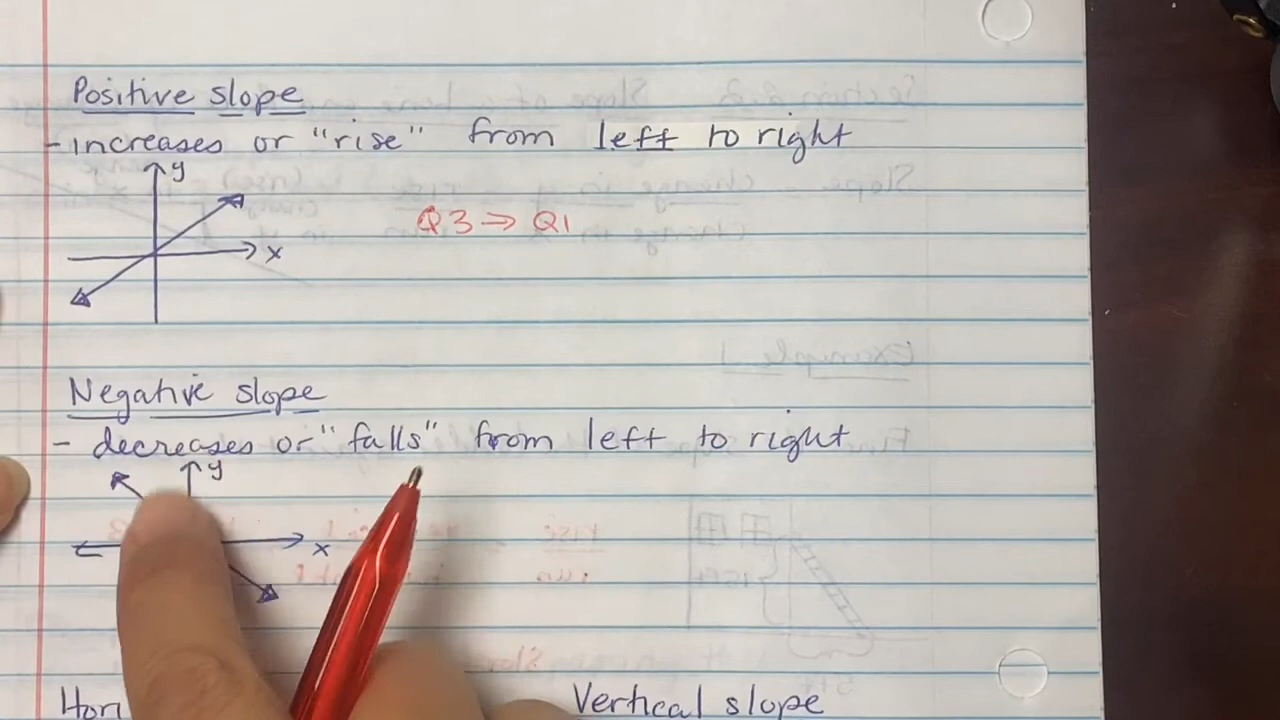 Positive slope
- increases or "rise" from left to right
y
Q3 → Q1
x
Negative slope
- decreases or "falls" from left to right
y
x
Vertical slope